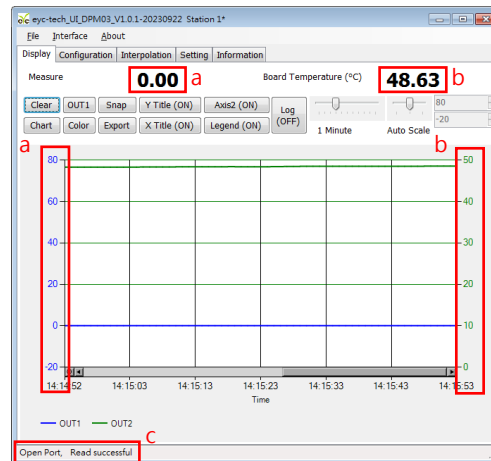 eyc-tech_UI_DPM03_V1.0.1-20230922 Station 1*
File Interface About
Display Configuration Interpolation Setting Information
Measure 0.00 a Board Temperature (°C) 48.63 b
Clear OUT1 Snap Y Title (ON) Axis2 (ON) Log (OFF) 80
Chart Color Export X Title (ON) Legend (ON) 1 Minute Auto Scale -20
a b
80 50
60 40
40 30
20 20
0 10
-20 0
14:14:52 14:15:03 14:15:13 14:15:23 14:15:33 14:15:43 14:15:53
Time
OUT1 OUT2
c
Open Port, Read successful